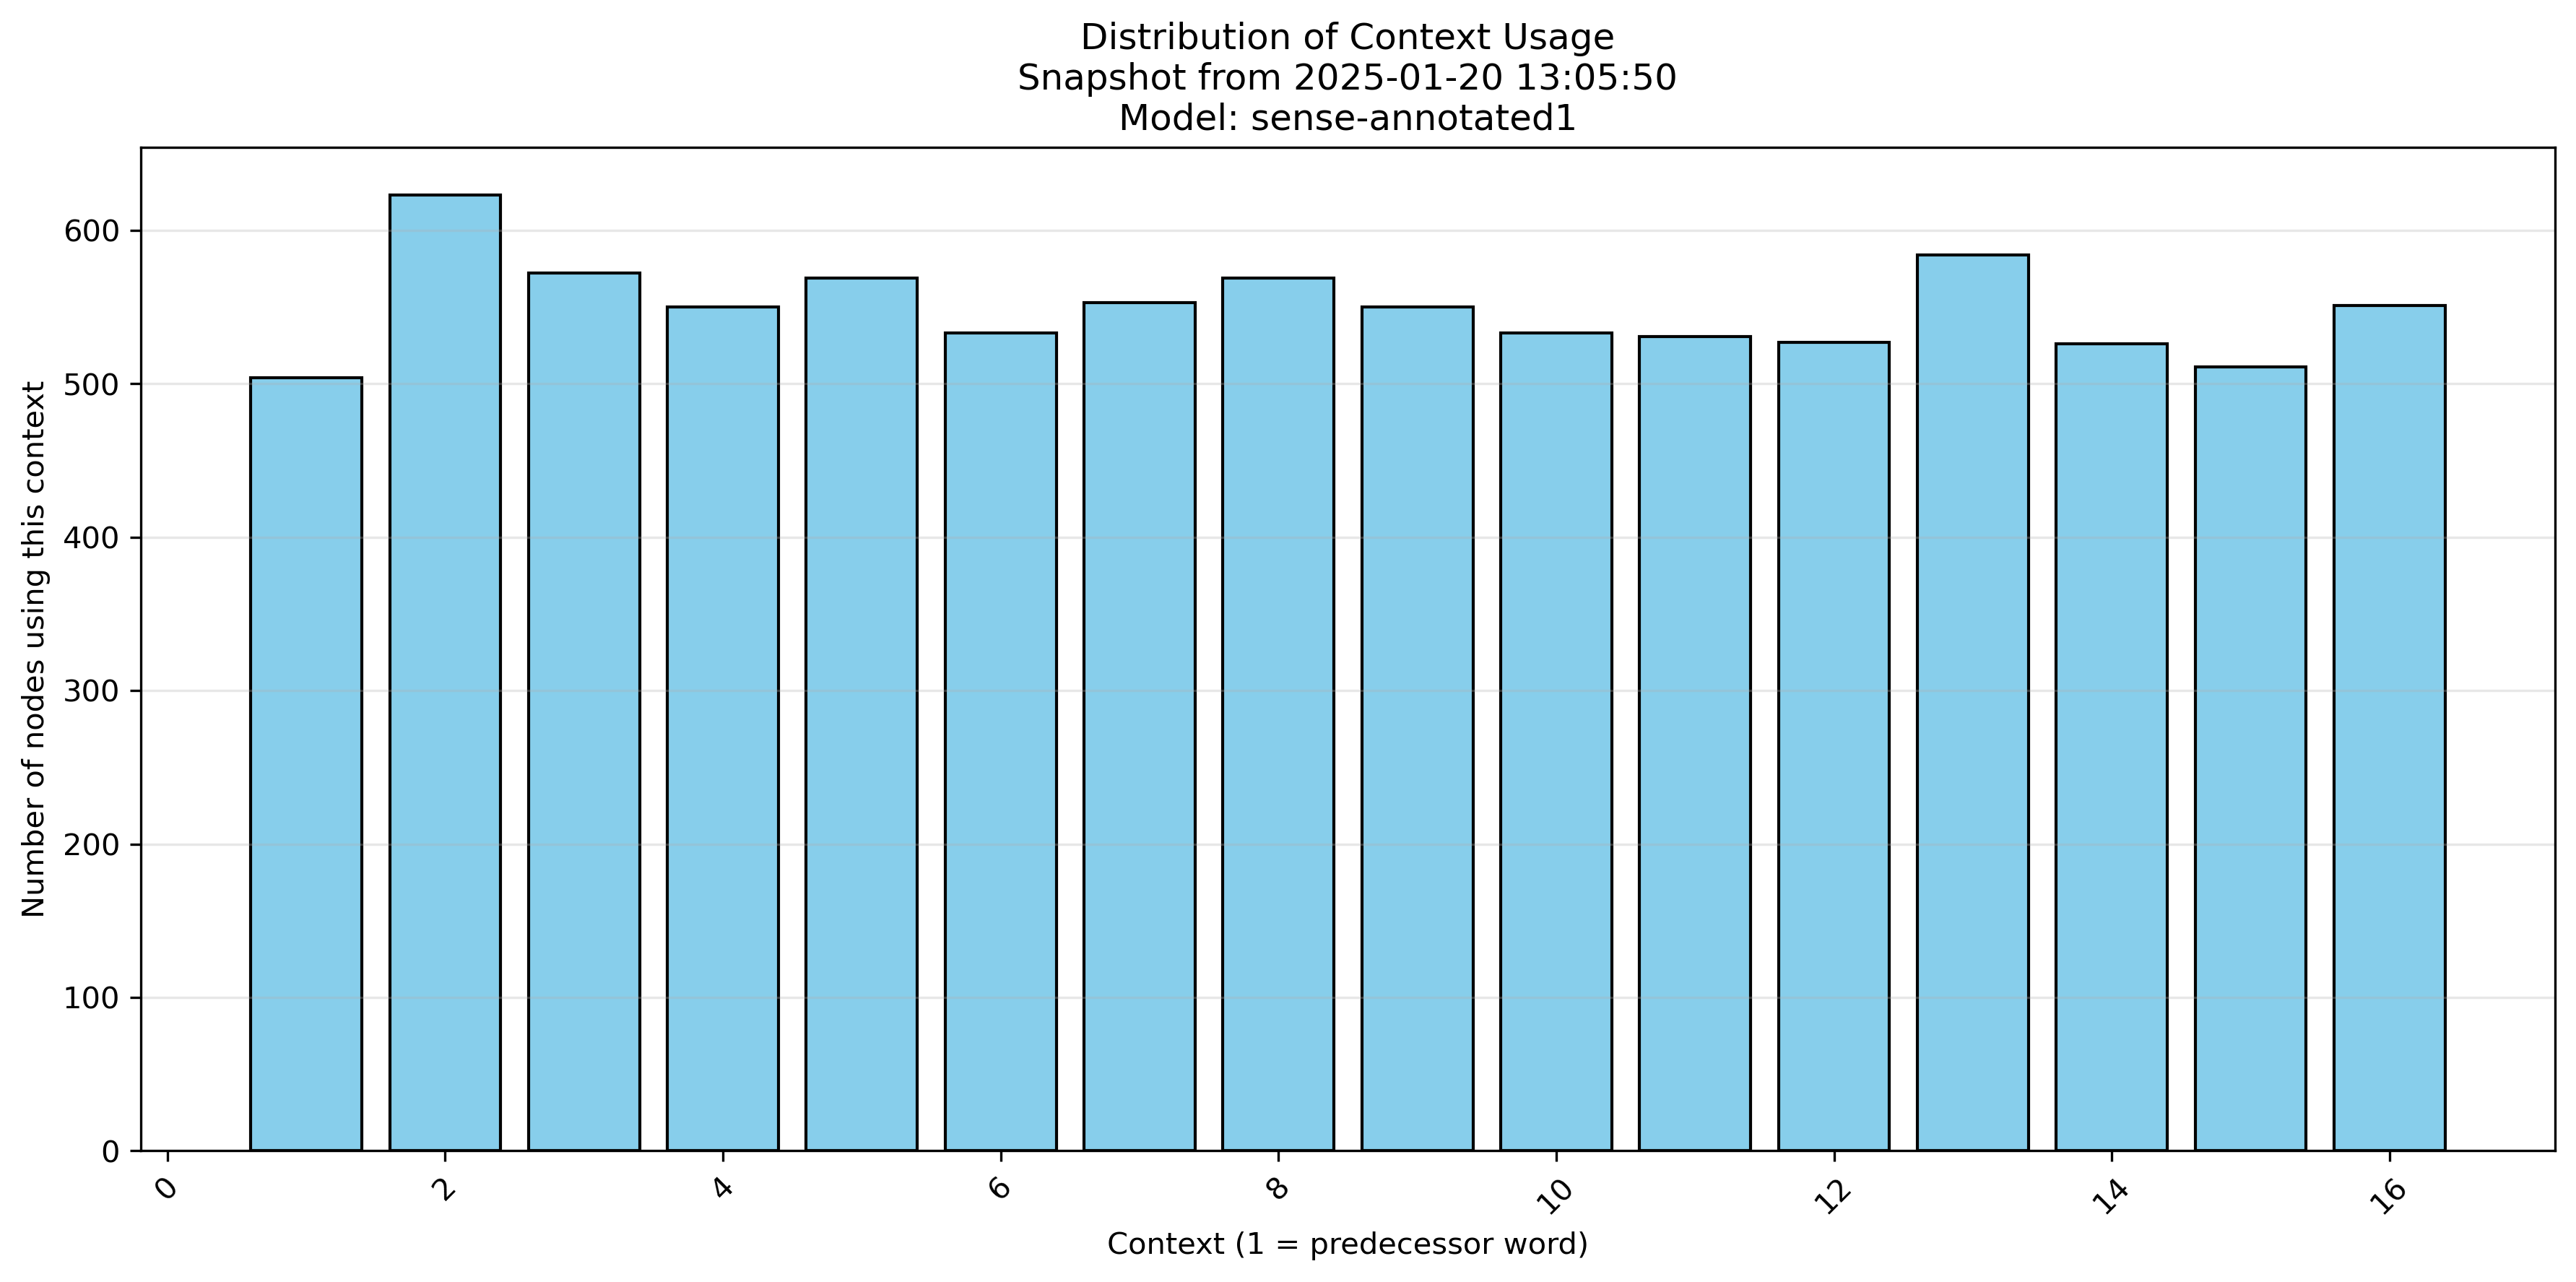 Distribution of Context Usage
Snapshot from 2025-01-20 13:05:50
Model: sense-annotated1
Number of nodes using this context
600
500
400
300
200
100
0
0 2 4 6 8 10 12 14 16
Context (1 = predecessor word)